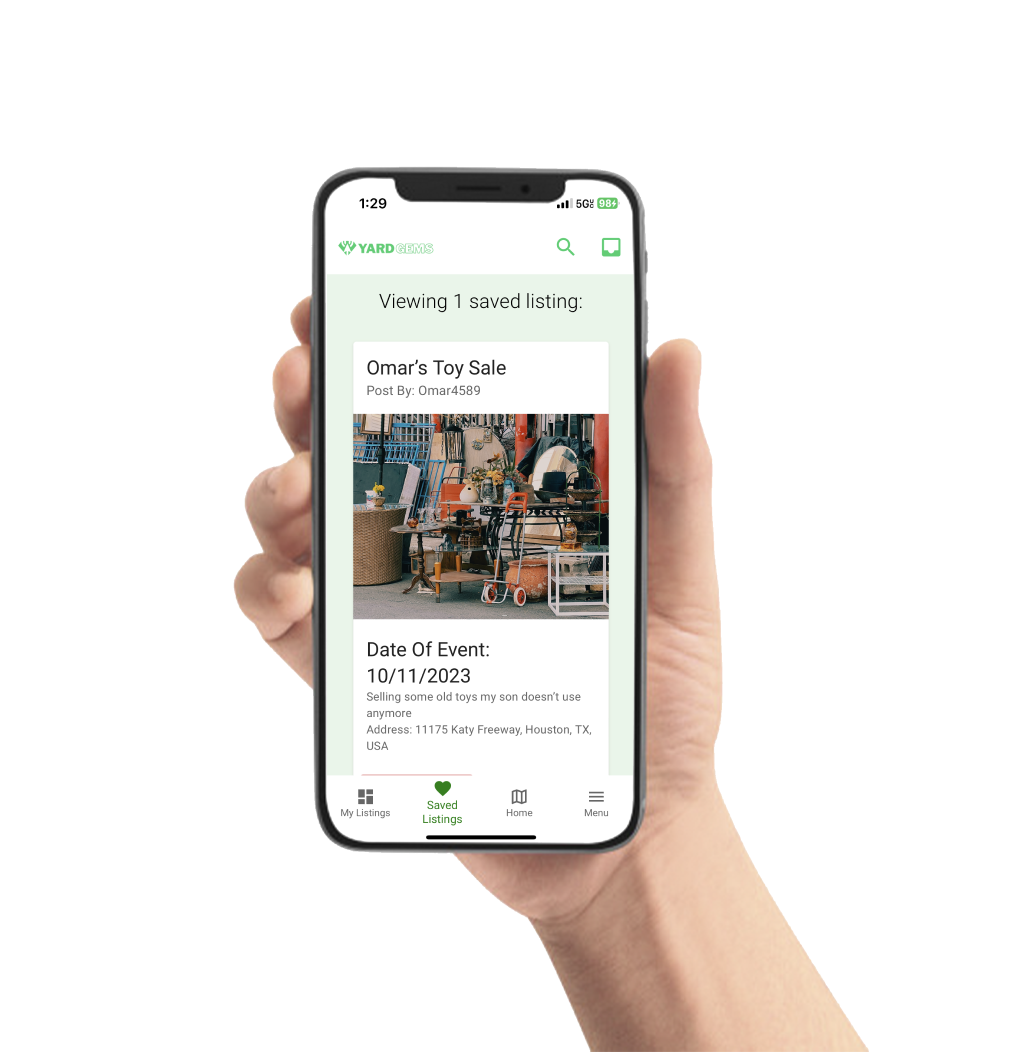 1:29
5G
98
YARD GEMS
Viewing 1 saved listing:
Omar’s Toy Sale
Post By: Omar4589
Date Of Event:
10/11/2023
Selling some old toys my son doesn’t use
anymore
Address: 11175 Katy Freeway, Houston, TX,
USA
My Listings
Saved
Listings
Home
Menu